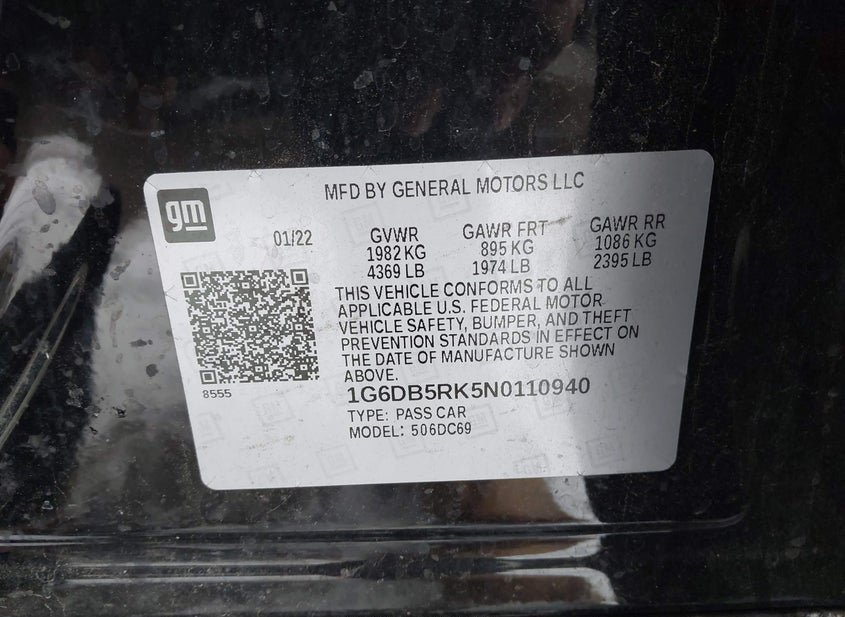 gm
MFD BY GENERAL MOTORS LLC
01/22
GVWR
1982 KG
4369 LB
GAWR FRT
895 KG
1974 LB
GAWR RR
1086 KG
2395 LB
THIS VEHICLE CONFORMS TO ALL
APPLICABLE U.S. FEDERAL MOTOR
VEHICLE SAFETY, BUMPER, AND THEFT
PREVENTION STANDARDS IN EFFECT ON
THE DATE OF MANUFACTURE SHOWN
ABOVE.
8555
1G6DB5RK5N0110940
TYPE: PASS CAR
MODEL: 506DC69